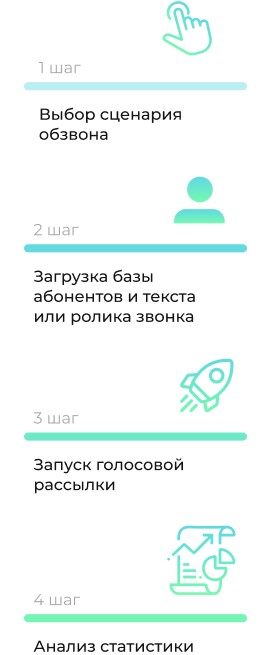 1 шаг
Выбор сценария
обзвона
2 шаг
Загрузка базы
абонентов и текста
или ролика звонка
3 шаг
Запуск голосовой
рассылки
4 шаг
Анализ статистики